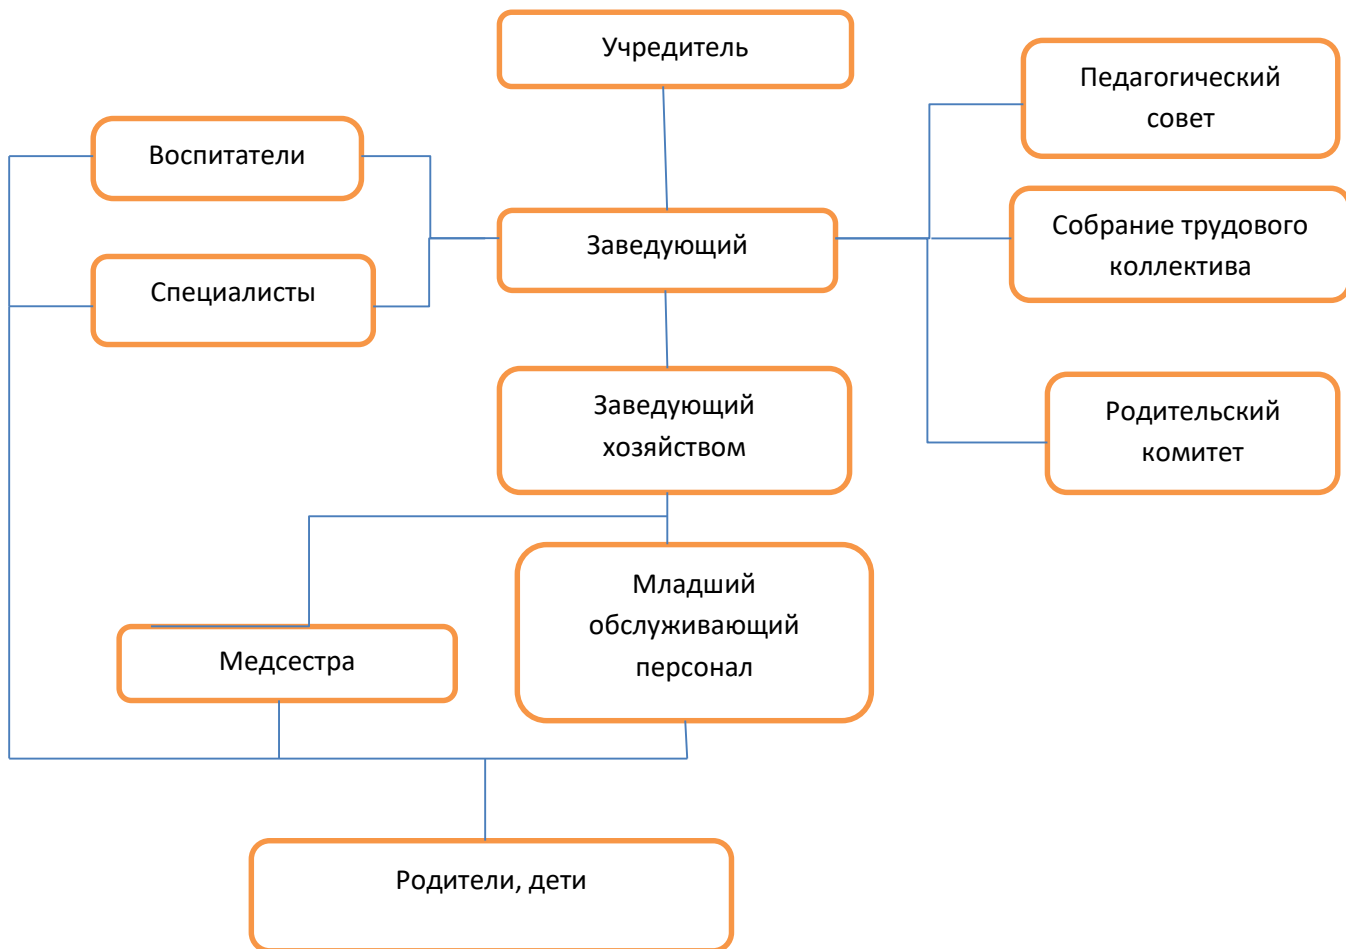 Учредитель
Педагогический
совет
Воспитатели
Заведующий
Собрание трудового
коллектива
Специалисты
Заведующий
хозяйством
Родительский
комитет
Младший
обслуживающий
персонал
Медсестра
Родители, дети